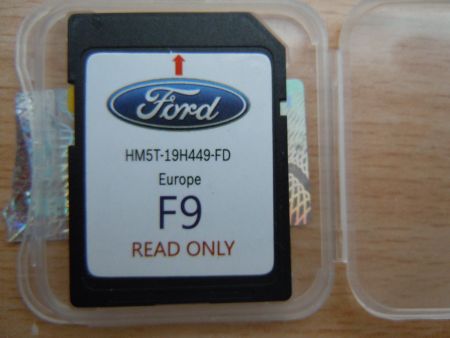 Ford
HM5T-19H449-FD
Europe
F9
READ ONLY